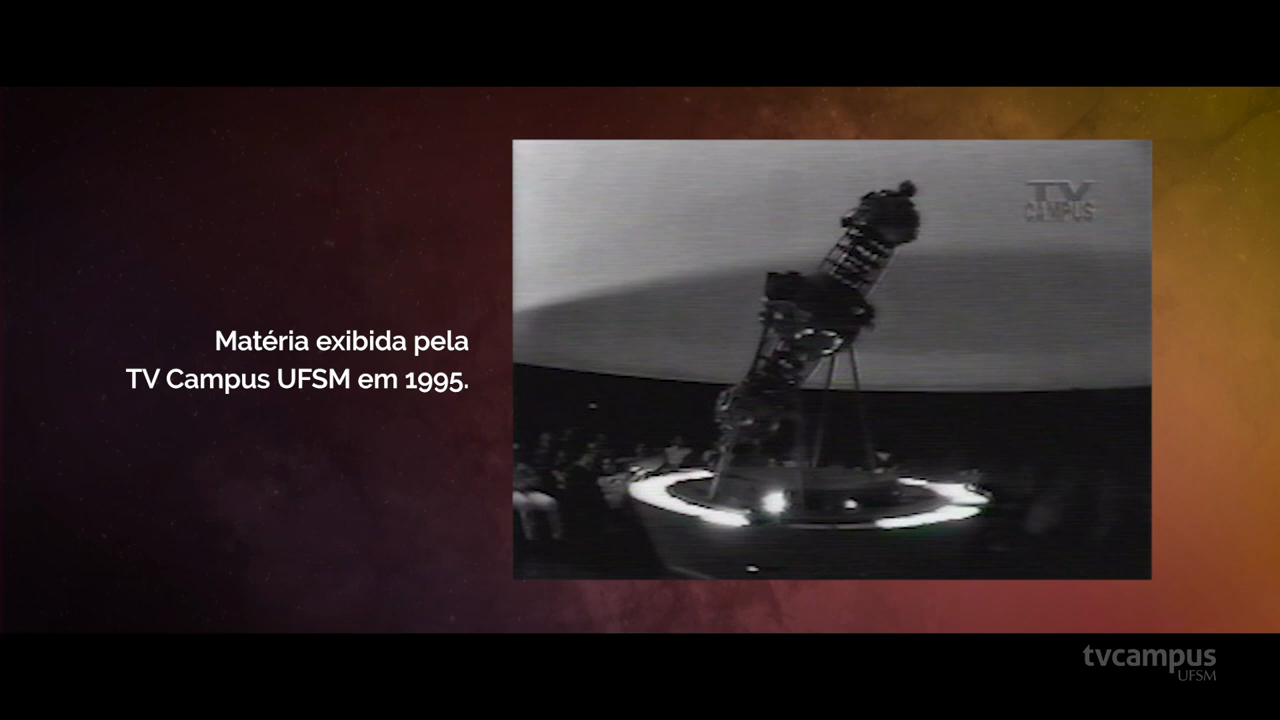 TV
CAMPUS
Matéria exibida pela
TV Campus UFSM em 1995.
tvcampus
UFSM